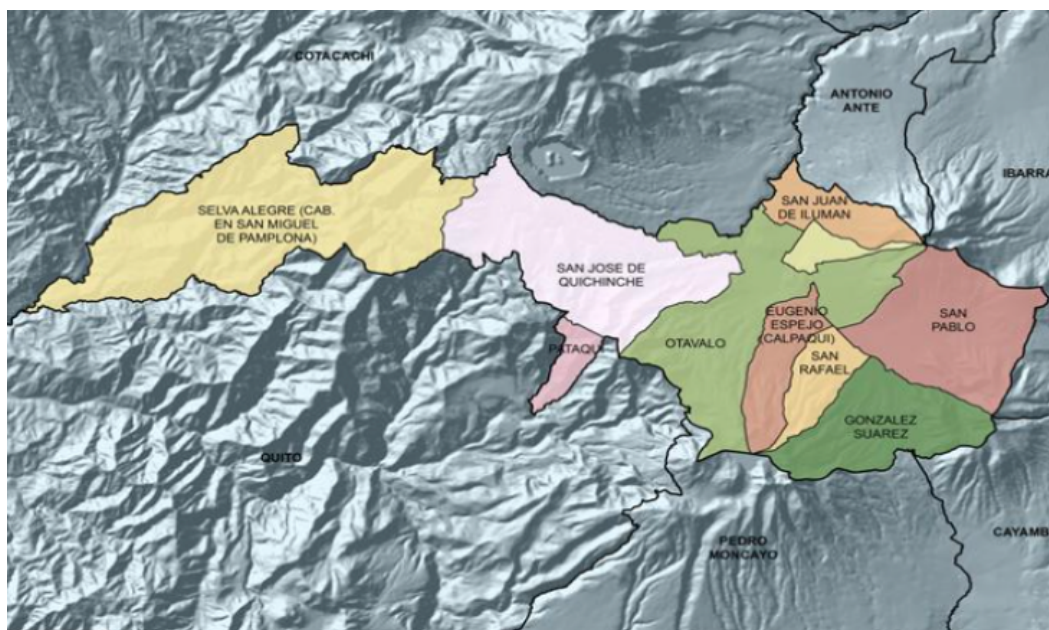 COTACACHI
ANTONIO
ANTE
IBARRA
SAN JUAN
DE ILUMAN
SELVA ALEGRE (CAB.
EN SAN MIGUEL
DE PAMPLONA)
SAN JOSE DE
QUICHINCHE
EUGENIO
ESPEJO
(CALPAQUI)
SAN
PABLO
PATAQUI
OTAVALO
SAN
RAFAEL
GONZALEZ
SUAREZ
QUITO
PEDRO
MONCAYO
CAYAMB